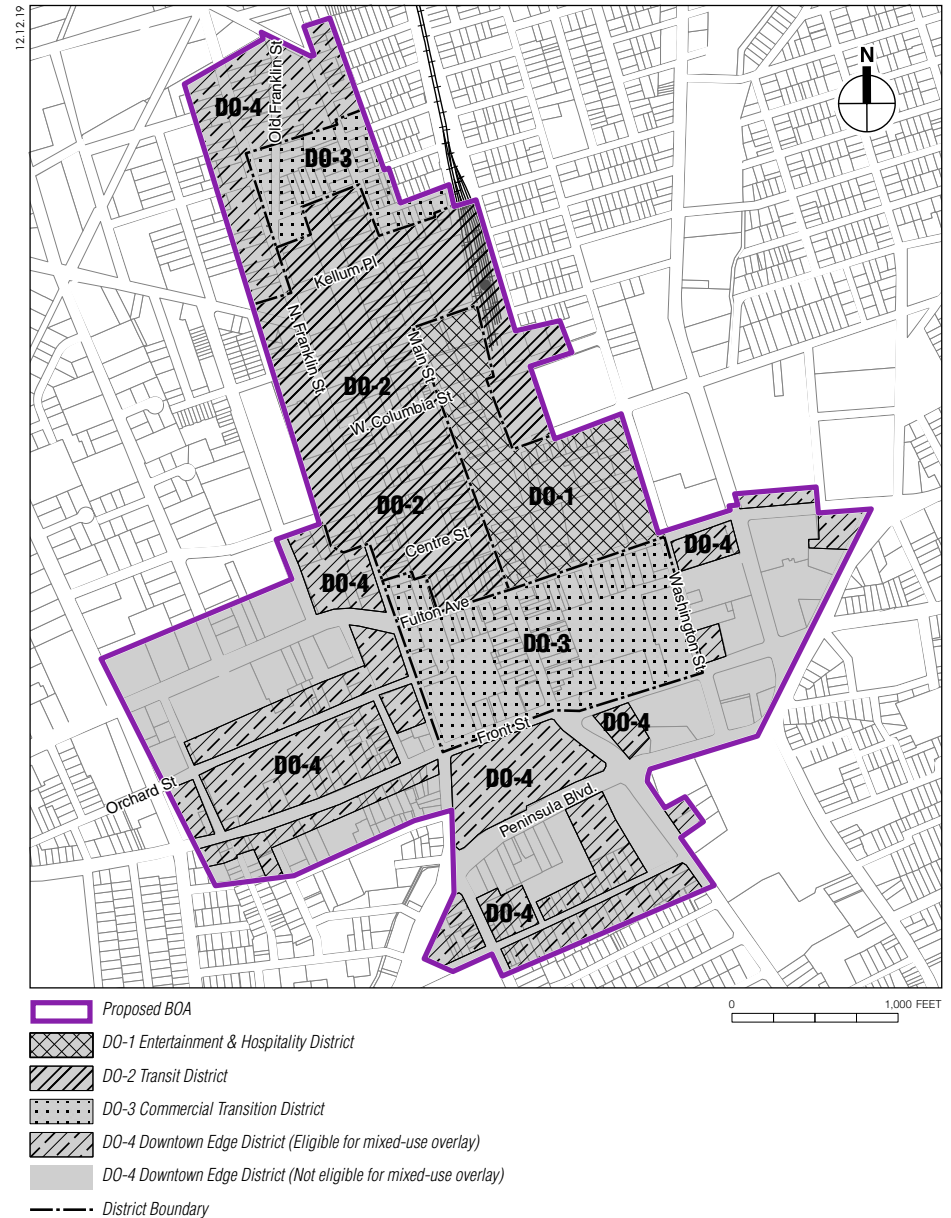 12.12.19
N
Old Franklin St
DO-4
DO-3
Kellum Pl
N. Franklin St
Main St
DO-2
W. Columbia St
DO-2
DO-1
Centre St
DO-4
DO-4
Fulton Ave
Washington St
DO-3
Front St
DO-4
DO-4
DO-4
Orchard St
Peninsula Blvd.
DO-4
Proposed BOA
0 1,000 FEET
DO-1 Entertainment & Hospitality District
DO-2 Transit District
DO-3 Commercial Transition District
DO-4 Downtown Edge District (Eligible for mixed-use overlay)
DO-4 Downtown Edge District (Not eligible for mixed-use overlay)
District Boundary